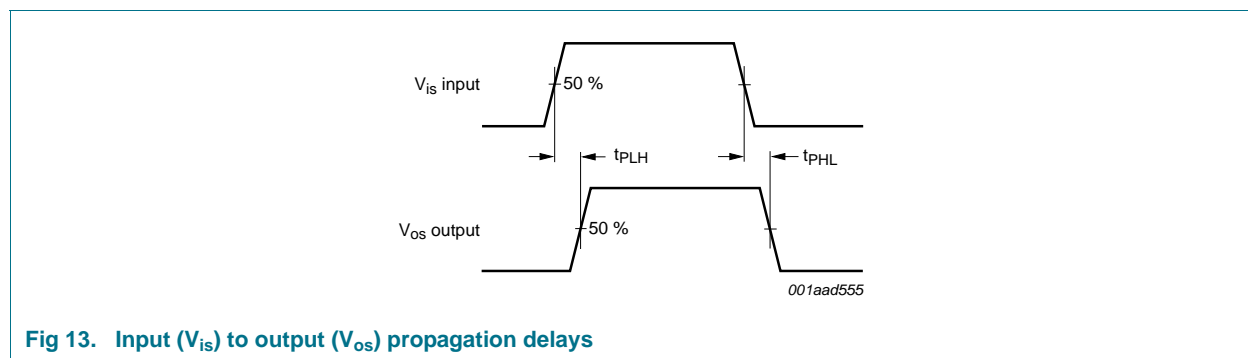 Vis input
50 %
tPLH
tPHL
Vos output
50 %
001aad555
Fig 13. Input (Vis) to output (Vos) propagation delays